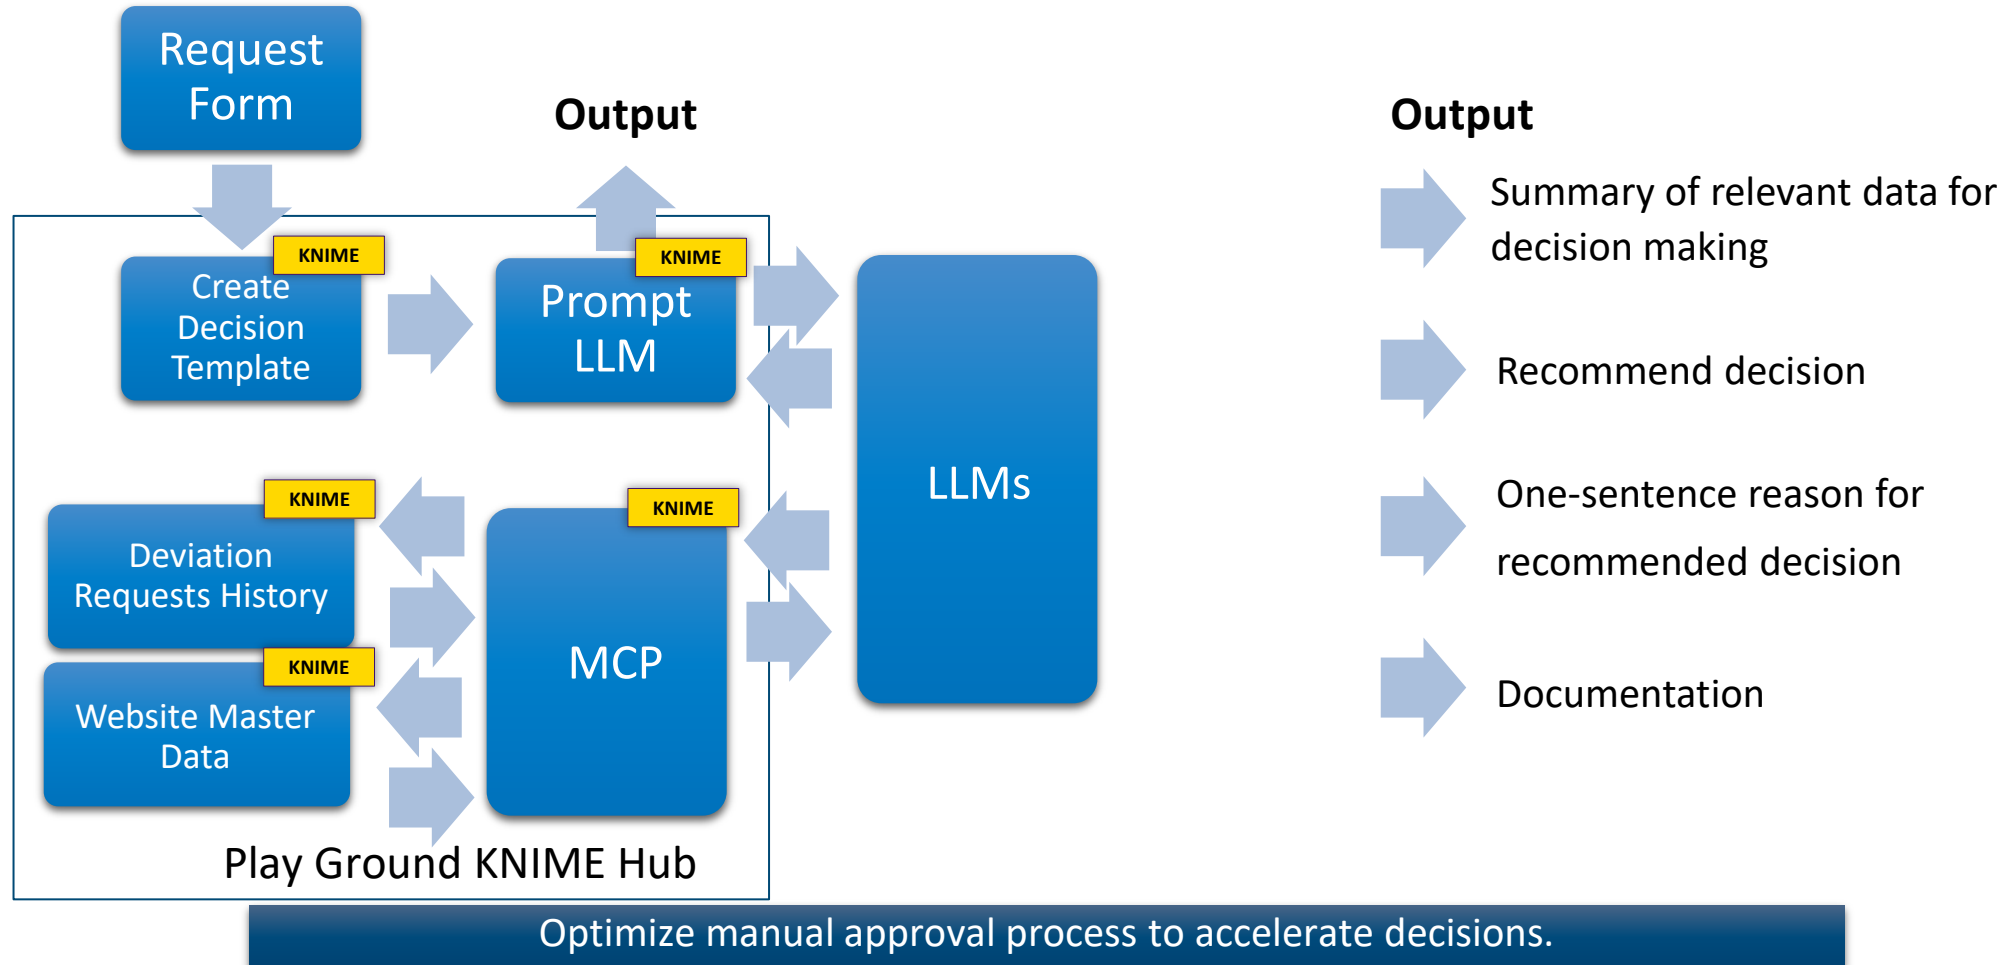 Request
Form
Output
KNIME
Create
Decision
Template
KNIME
Prompt
LLM
LLMs
KNIME
Deviation
Requests History
KNIME
Website Master
Data
KNIME
MCP
Play Ground KNIME Hub
Output
Summary of relevant data for
decision making
Recommend decision
One-sentence reason for
recommended decision
Documentation
Optimize manual approval process to accelerate decisions.